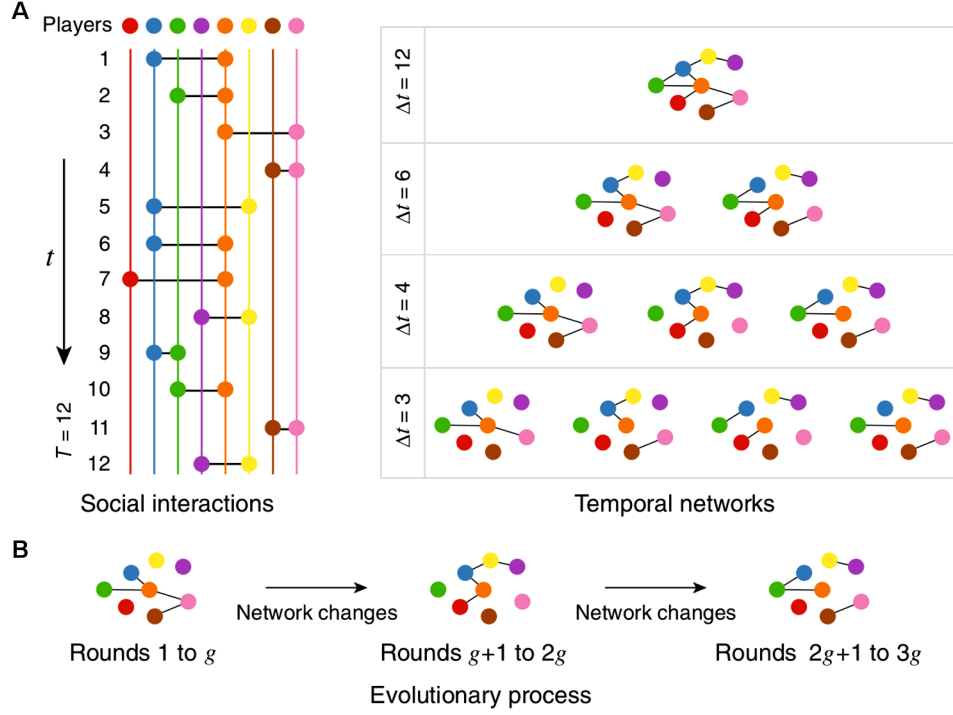 A
Players
1
2
3
4
5
6
7
8
9
10
11
12
t
T = 12
Social interactions
Δt = 12
Δt = 6
Δt = 4
Δt = 3
Temporal networks
B
Network changes
Network changes
Rounds 1 to g
Rounds g+1 to 2g
Rounds 2g+1 to 3g
Evolutionary process